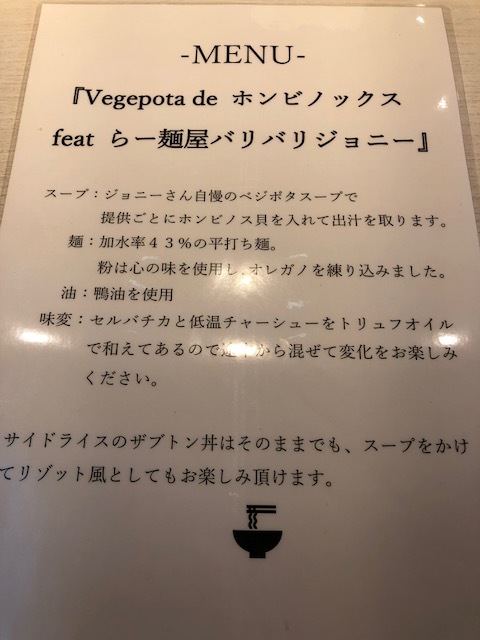 -MENU-
『Vegepota de ホンビノックス
feat らー麺屋バリバリジョニー』
スープ：ジョニーさん自慢のベジポタスープで
提供ごとにホンビノス貝を入れて出汁を取ります。
麺：加水率４３％の平打ち麺。
粉は心の味を使用し、オレガノを練り込みました。
油：鴨油を使用
味変：セルバチカと低温チャーシューをトリュフオイル
で和えてあるので途中から混ぜて変化をお楽しみ
ください。
サイドライスのザブトン丼はそのままでも、スープをかけ
てリゾット風としてもお楽しみ頂けます。